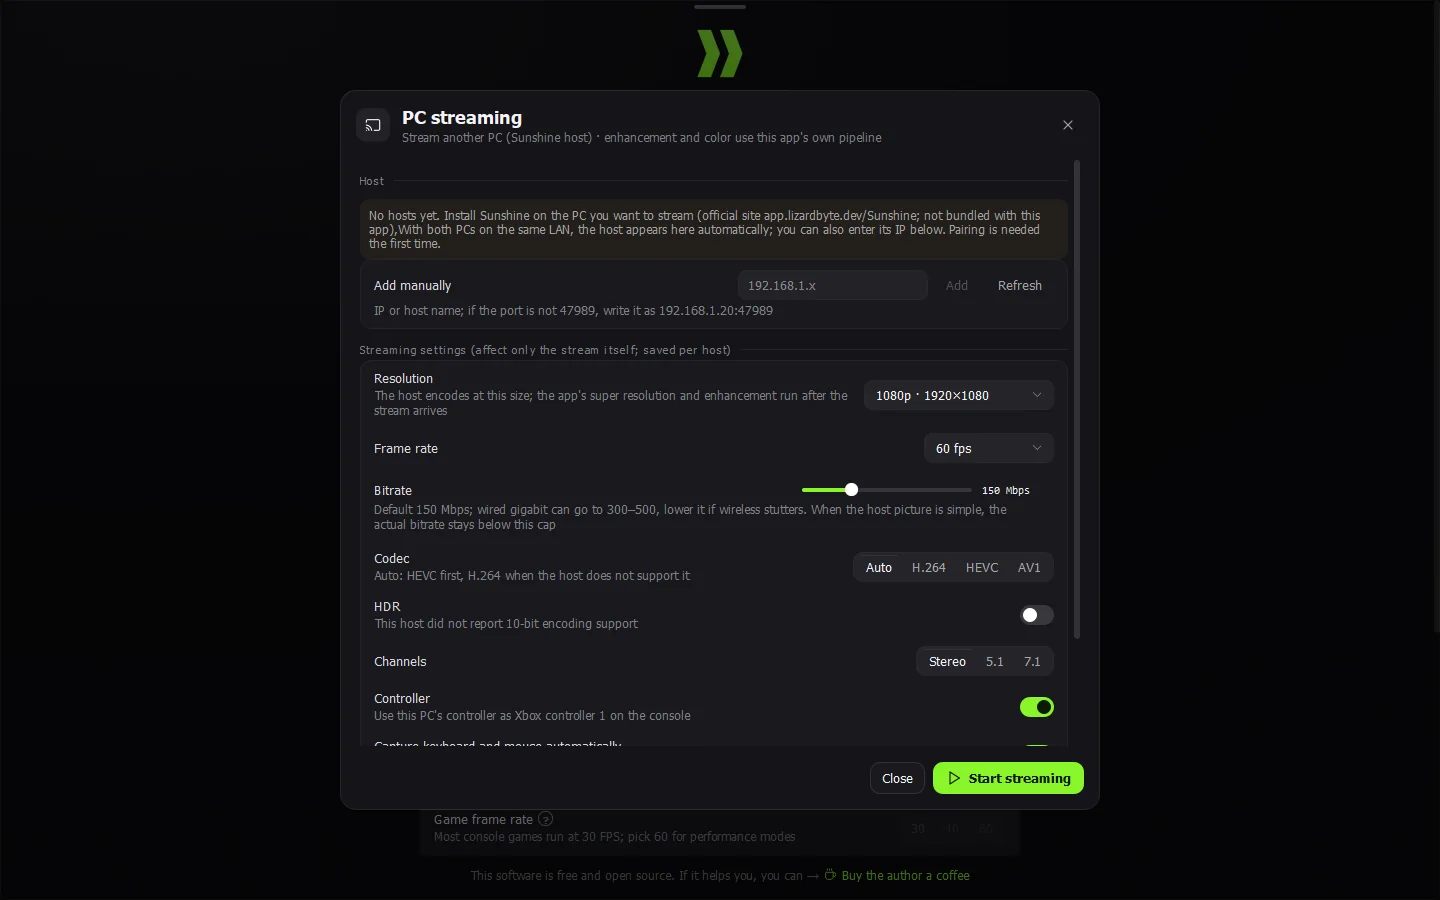 PC streaming
Stream another PC (Sunshine host) · enhancement and color use this app's own pipeline
Host
No hosts yet. Install Sunshine on the PC you want to stream (official site app.lizardbyte.dev/Sunshine; not bundled with this
app),With both PCs on the same LAN, the host appears here automatically; you can also enter its IP below. Pairing is needed
the first time.
Add manually
192.168.1.x
Add
Refresh
IP or host name; if the port is not 47989, write it as 192.168.1.20:47989
Streaming settings (affect only the stream itself; saved per host)
Resolution
The host encodes at this size; the app's super resolution and enhancement run after the
stream arrives
1080p · 1920×1080
Frame rate
60 fps
Bitrate
150 Mbps
Default 150 Mbps; wired gigabit can go to 300–500, lower it if wireless stutters. When the host picture is simple, the
actual bitrate stays below this cap
Codec
Auto: HEVC first, H.264 when the host does not support it
Auto H.264 HEVC AV1
HDR
This host did not report 10-bit encoding support
Channels
Stereo 5.1 7.1
Controller
Use this PC's controller as Xbox controller 1 on the console
Capture keyboard and mouse automatically
Close
Start streaming
Game frame rate ?
Most console games run at 30 FPS; pick 60 for performance modes
30 40 60
This software is free and open source. If it helps you, you can → Buy the author a coffee